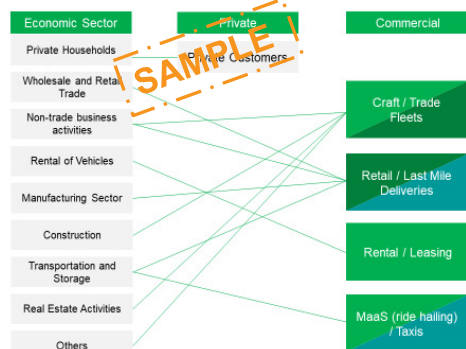 Economic Sector
Private
Commercial
Private Households
Private Customers
SAMPLE
Wholesale and Retail
Trade
Craft / Trade
Fleets
Non-trade business
activities
Rental of Vehicles
Retail / Last Mile
Deliveries
Manufacturing Sector
Construction
Rental / Leasing
Transportation and
Storage
Real Estate Activities
MaaS (ride hailing)
/ Taxis
Others